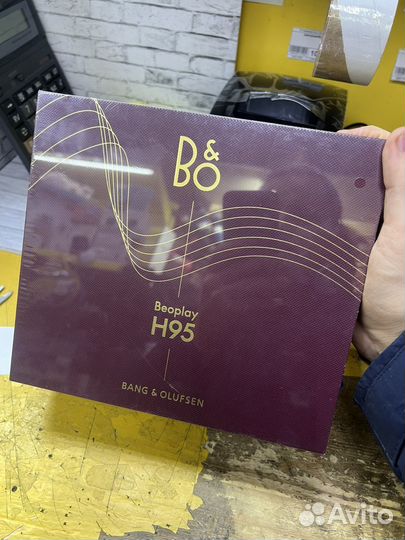 B&O
Beoplay
H95
BANG & OLUFSEN
Avito